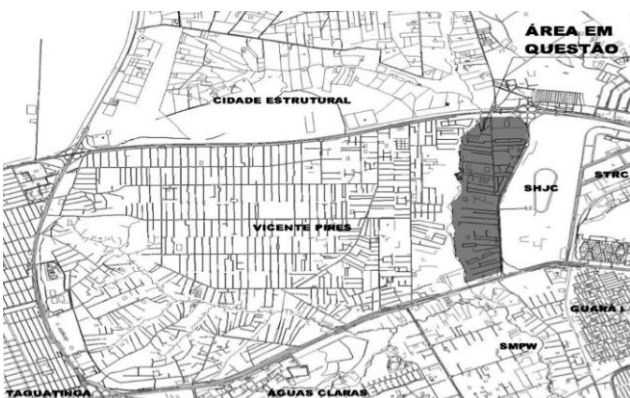 ÁREA EM
QUESTÃO
CIDADE ESTRUTURAL
SHJC
STRC
VICENTE PIRES
GUARÁ I
SMPW
TAGUATINGA
ÁGUAS CLARAS